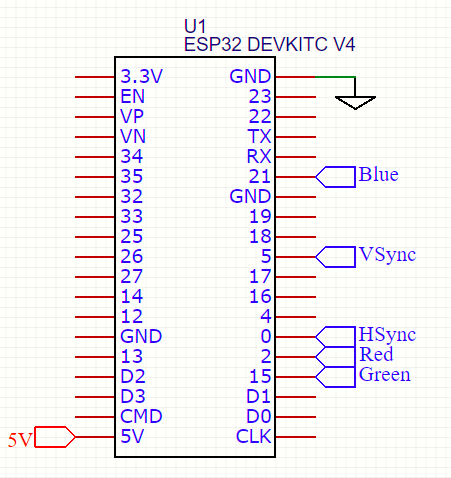 U1
ESP32 DEVKITC V4
3.3V GND
EN 23
VP 22
VN TX
34 RX
35 21 Blue
32 GND
33 19
25 18
26 5 VSync
27 17
14 16
12 4
GND 0 HSync
13 2 Red
D2 15 Green
D3 D1
CMD D0
5V 5V CLK